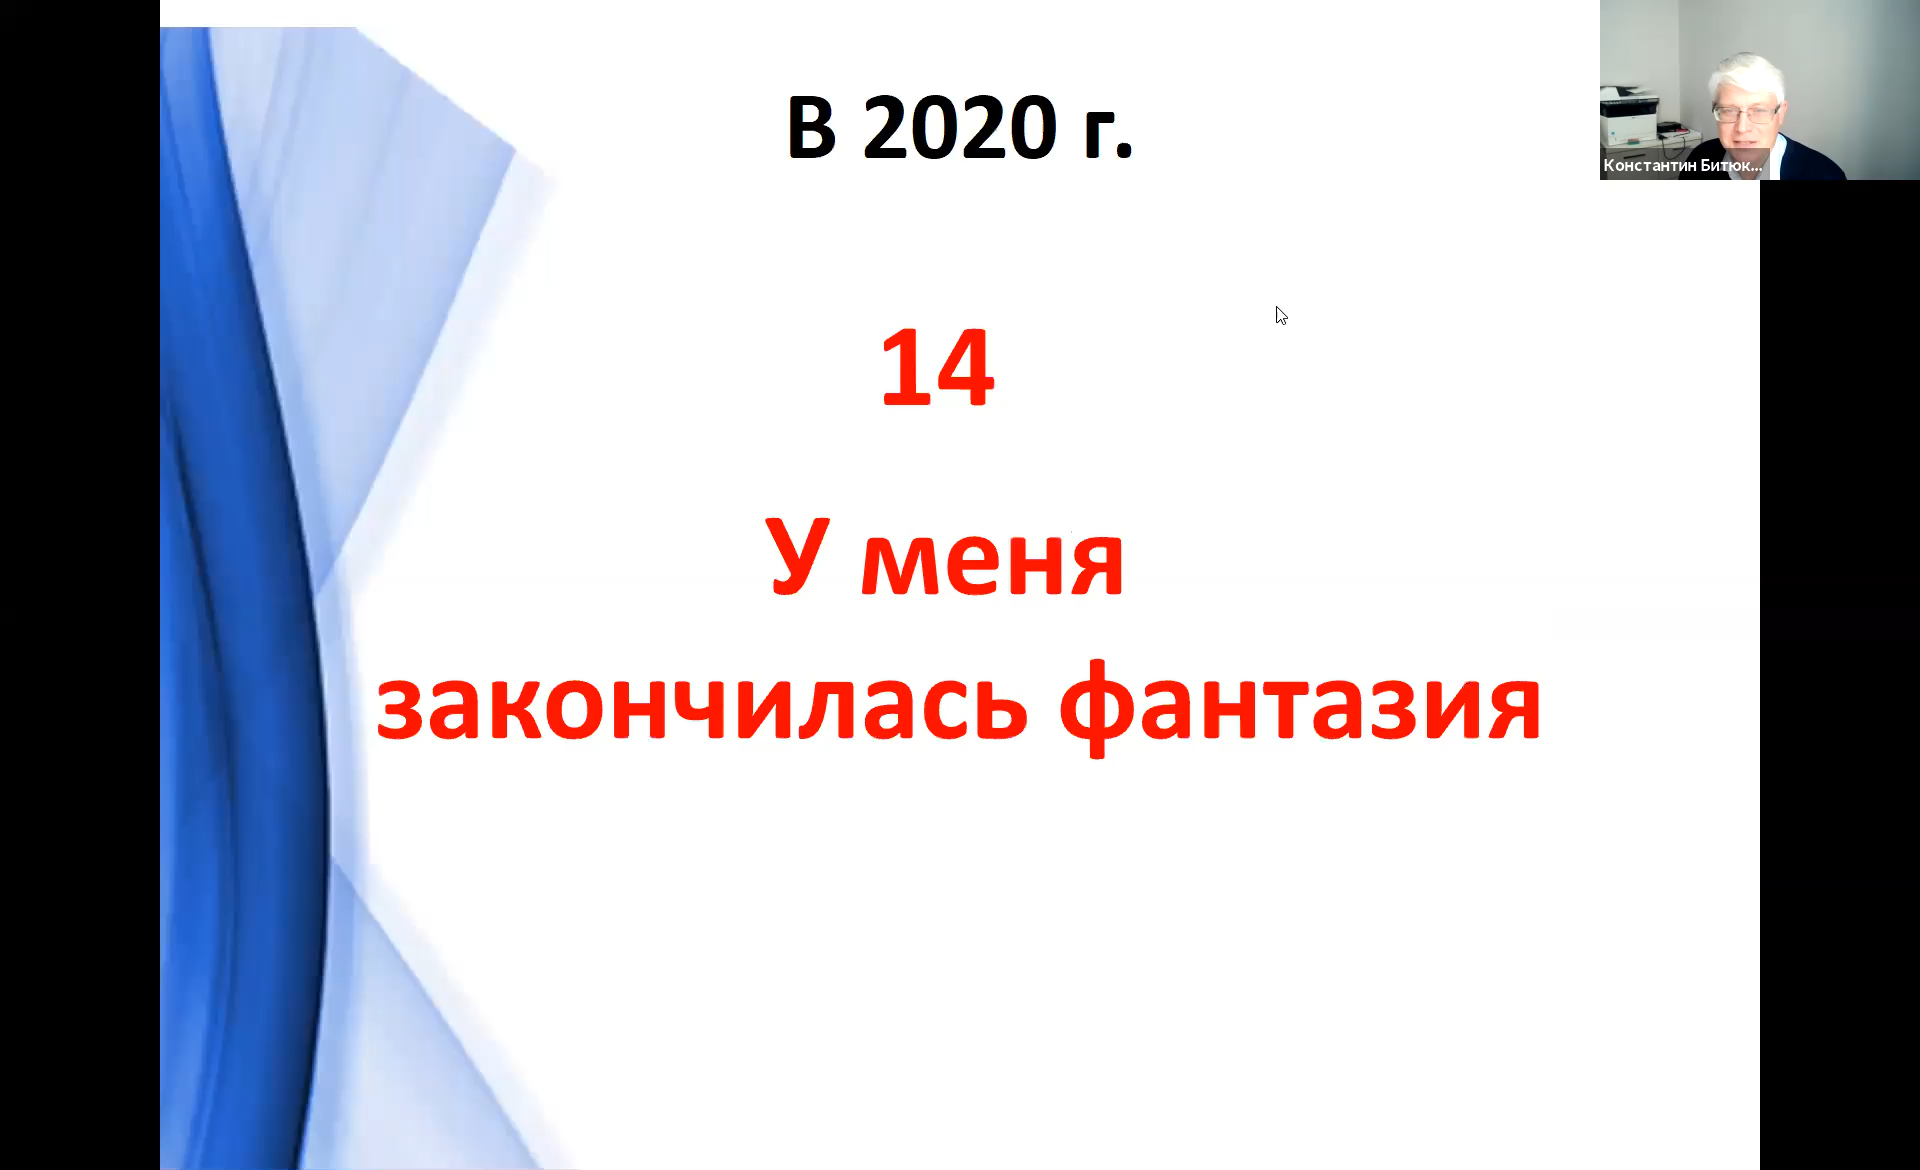 В 2020 г.
Константин Битюк...
14
У меня
закончилась фантазия